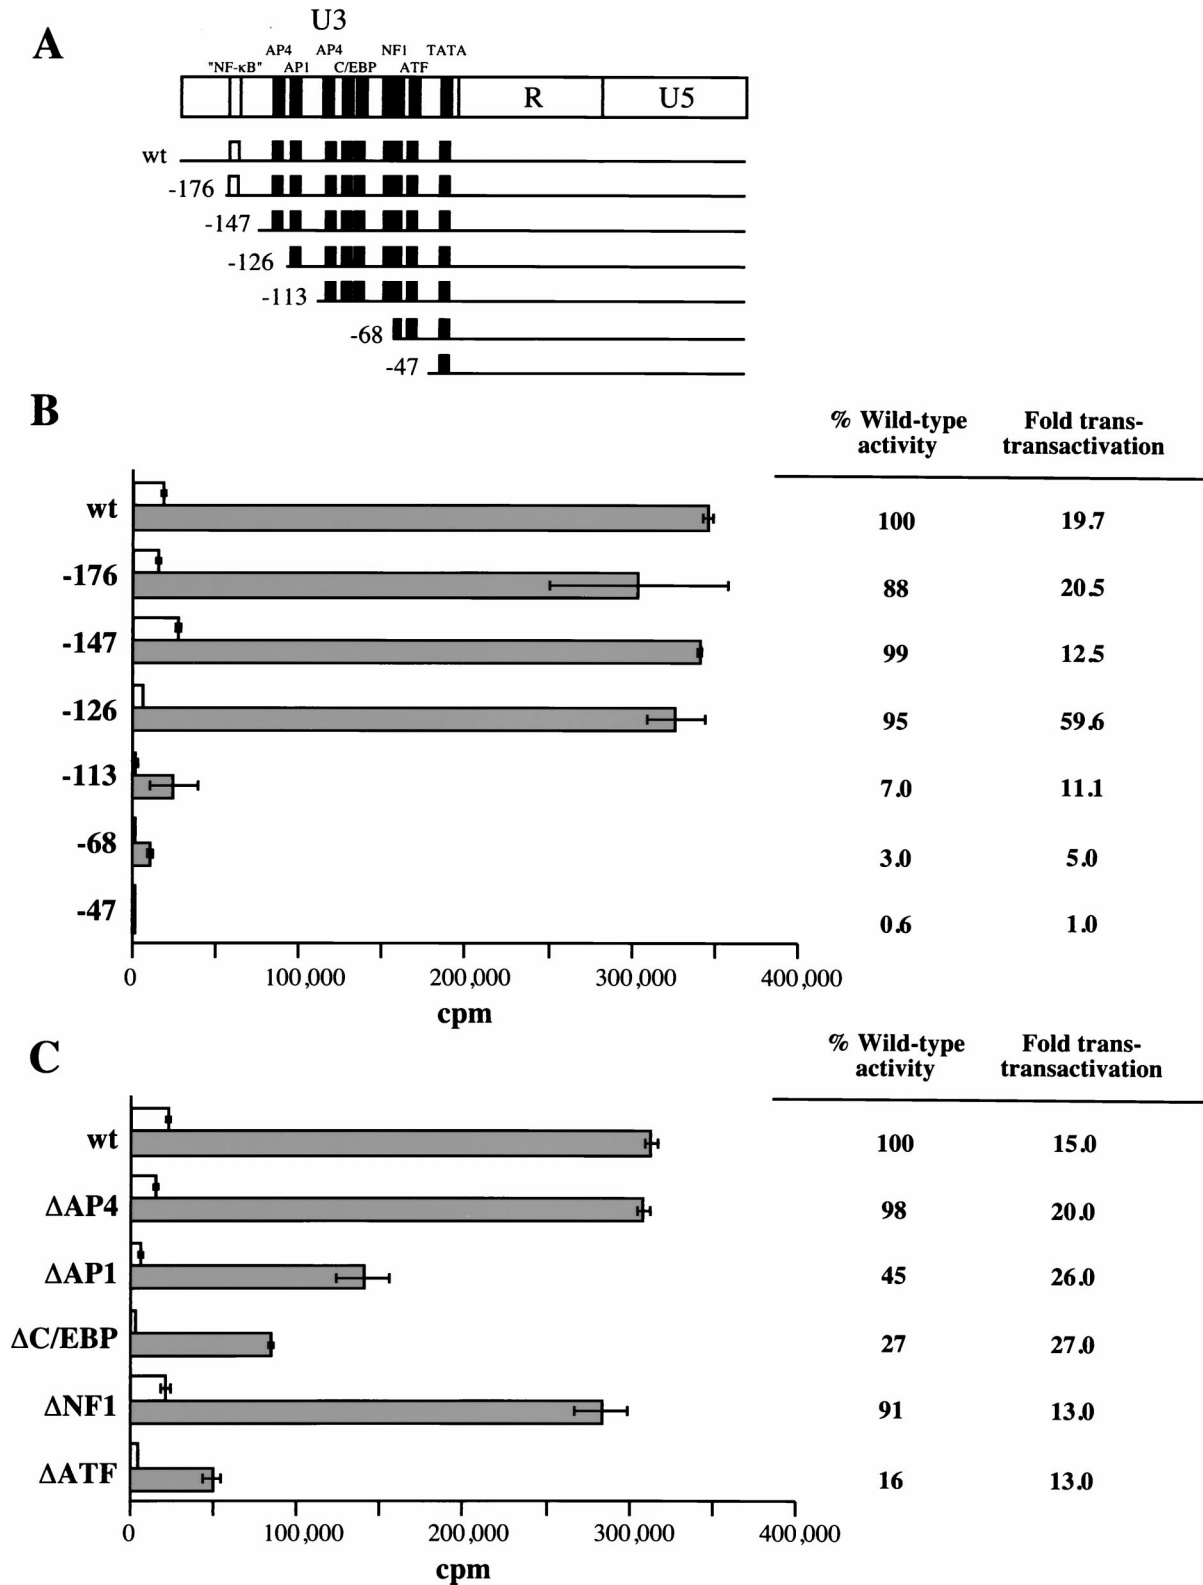 A
U3
AP4 AP4 NF1 TATA
"NF-κB" AP1 C/EBP ATF
R U5
wt
-176
-147
-126
-113
-68
-47
B
% Wild-type activity
Fold trans-transactivation
wt 100 19.7
-176 88 20.5
-147 99 12.5
-126 95 59.6
-113 7.0 11.1
-68 3.0 5.0
-47 0.6 1.0
0 100,000 200,000 300,000 400,000
cpm
C
% Wild-type activity
Fold trans-transactivation
wt 100 15.0
ΔAP4 98 20.0
ΔAP1 45 26.0
ΔC/EBP 27 27.0
ΔNF1 91 13.0
ΔATF 16 13.0
0 100,000 200,000 300,000 400,000
cpm